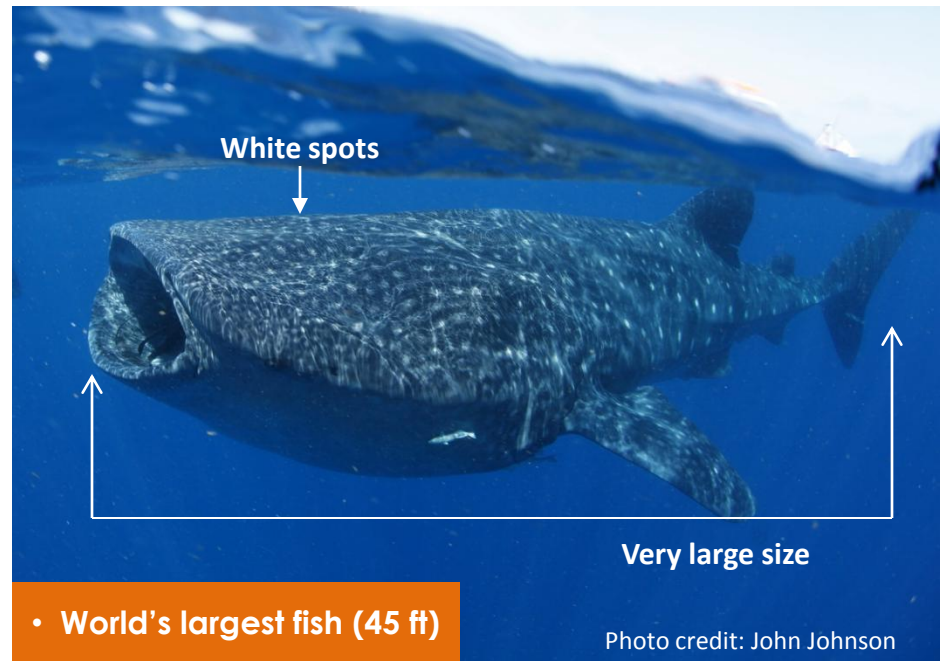 White spots
Very large size
• World's largest fish (45 ft)
Photo credit: John Johnson